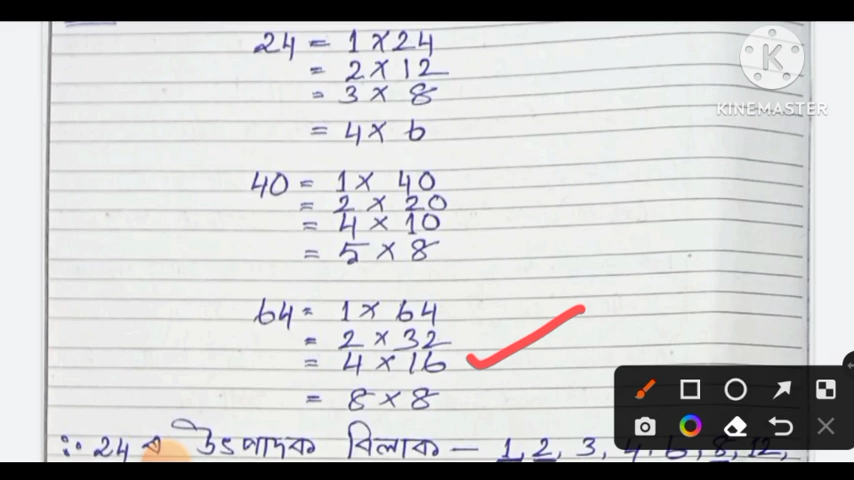 24 = 1 × 24
= 2 × 12
= 3 × 8
= 4 × 6
40 = 1 × 40
= 2 × 20
= 4 × 10
= 5 × 8
64 = 1 × 64
= 2 × 32
= 4 × 16
= 8 × 8
∴ 24 ৰ উৎপাদক বিলাক — 1, 2, 3, 4, 6, 8, 12,
KINEMASTER